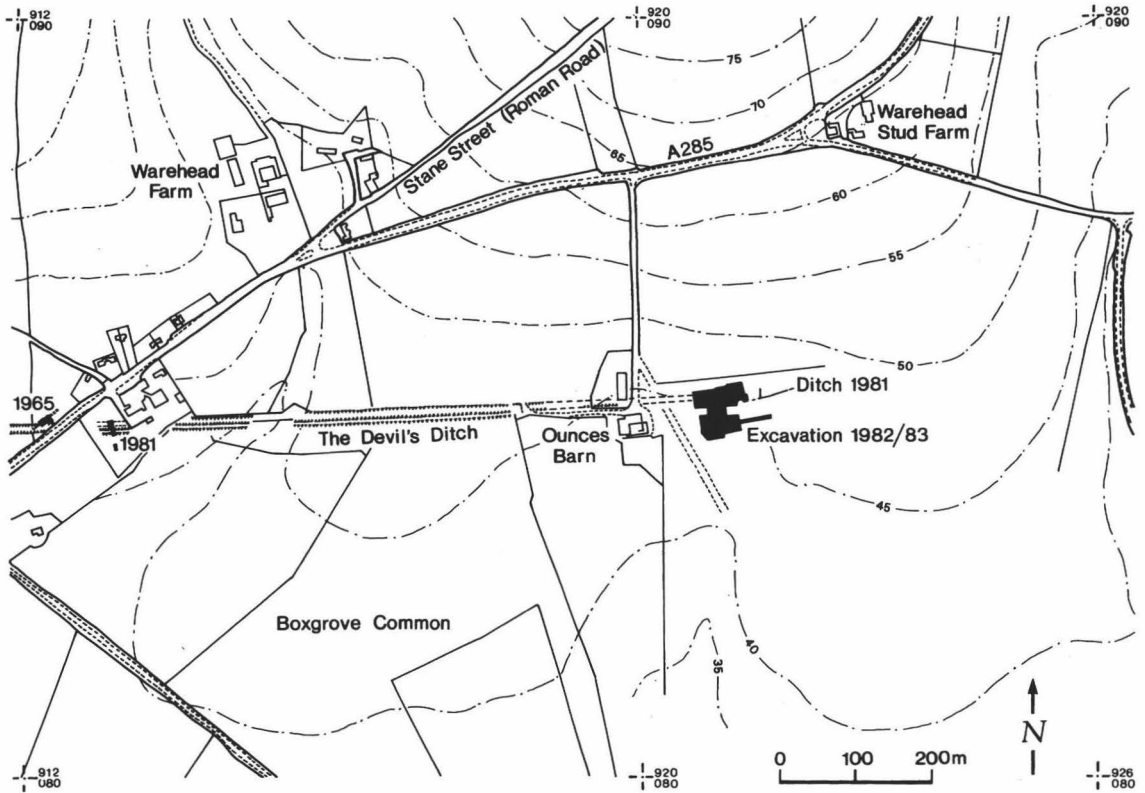 912
090
920
090
920
090
75
70
65
60
55
50
45
40
35
Stane Street (Roman Road)
A285
Warehead
Stud Farm
Warehead
Farm
1965
1981
The Devil's Ditch
Ounces
Barn
Ditch 1981
Excavation 1982/83
Boxgrove Common
N
0 100 200m
912
080
920
080
926
080